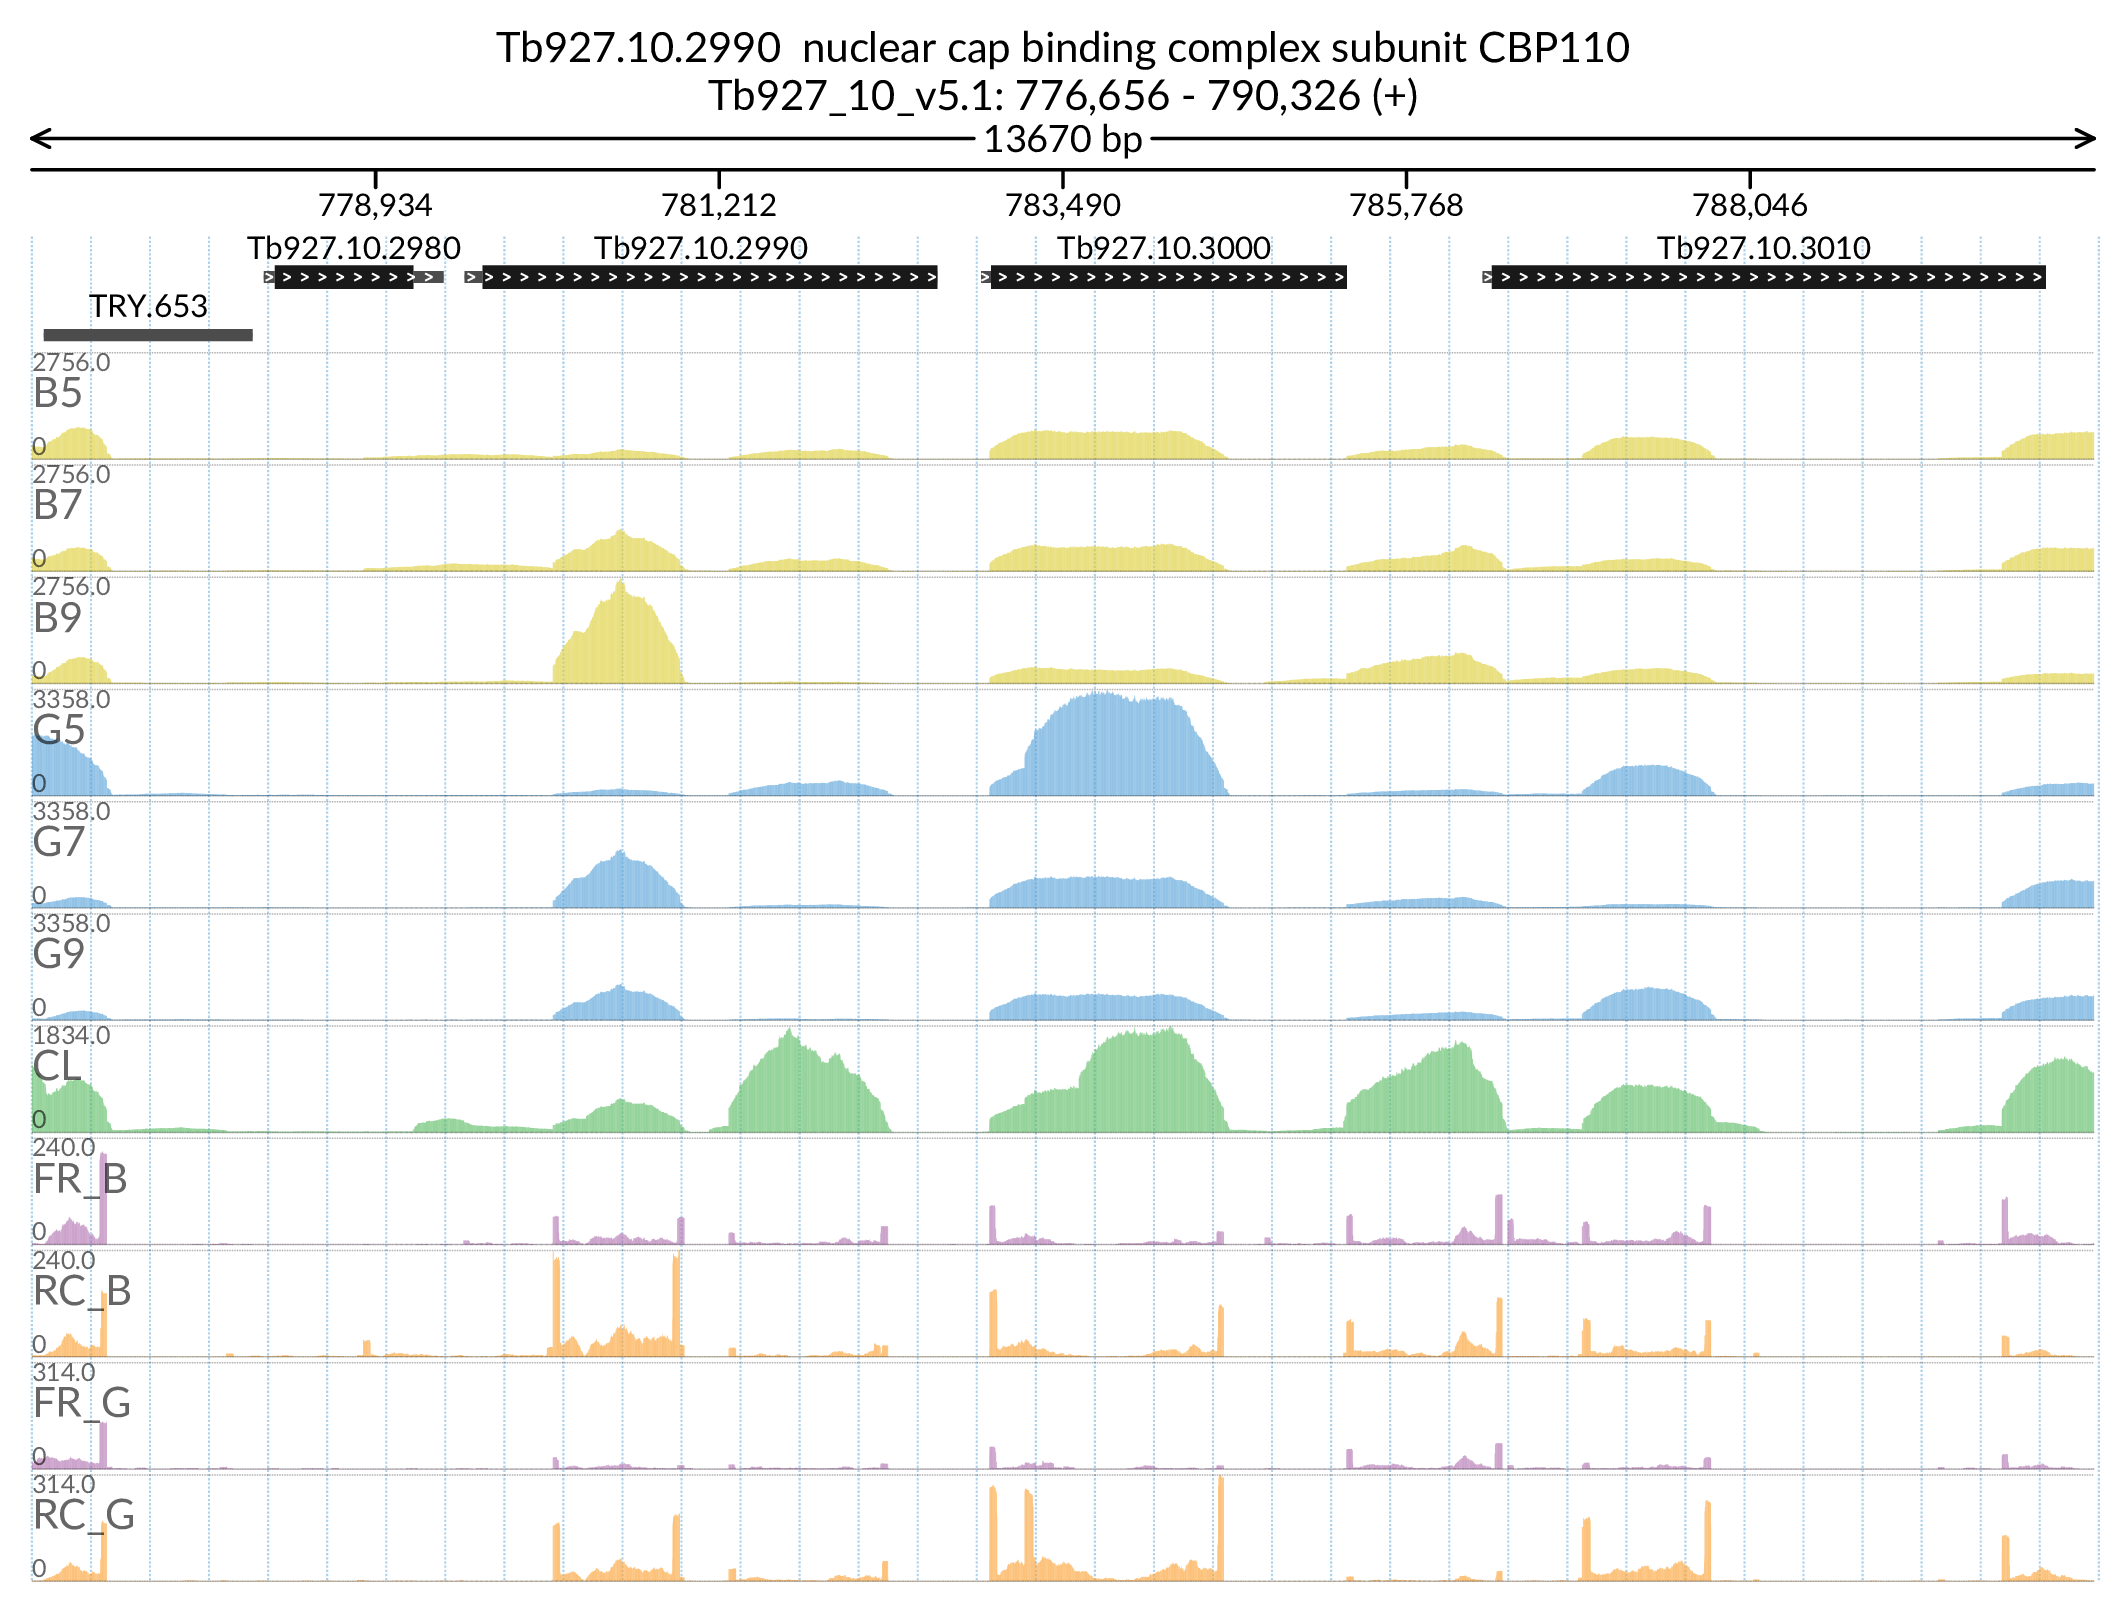 Tb927.10.2990  nuclear cap binding complex subunit CBP110
Tb927_10_v5.1: 776,656 - 790,326 (+)
13670 bp
778,934 781,212 783,490 785,768 788,046
Tb927.10.2980 Tb927.10.2990 Tb927.10.3000 Tb927.10.3010
TRY.653
2756.0
B5
0
2756.0
B7
0
2756.0
B9
0
3358.0
G5
0
3358.0
G7
0
3358.0
G9
0
1834.0
CL
0
240.0
FR_B
0
240.0
RC_B
0
314.0
FR_G
0
314.0
RC_G
0